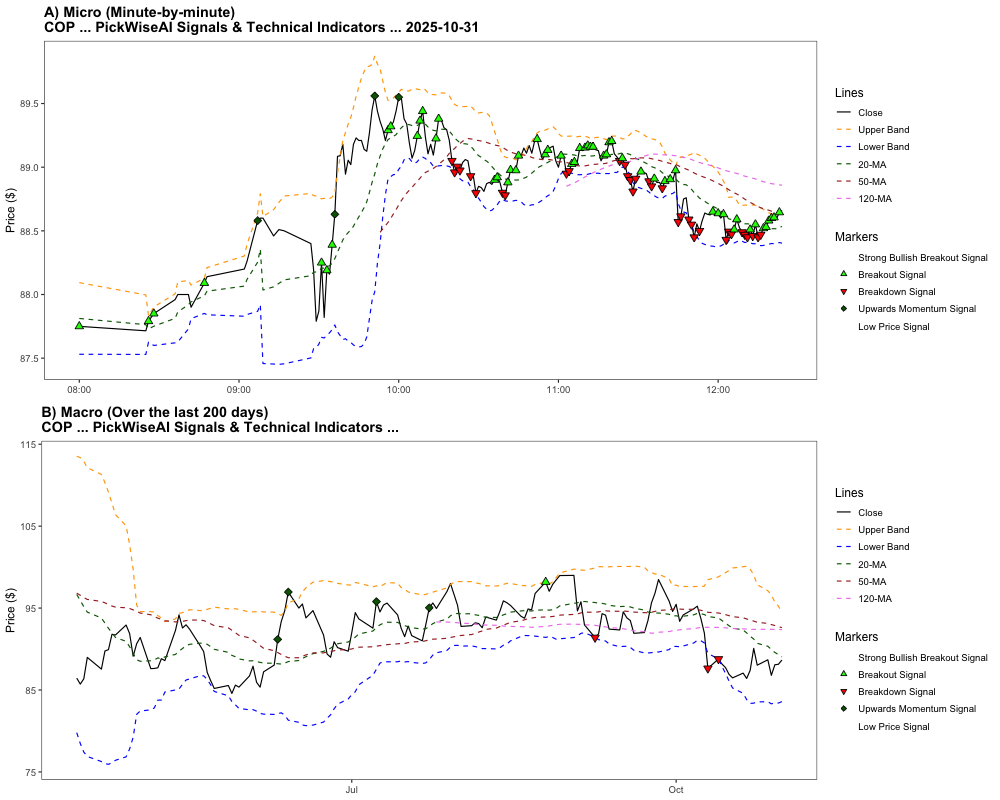 A) Micro (Minute-by-minute)
COP ... PickWiseAI Signals & Technical Indicators ... 2025-10-31
Price ($)
89.5
89.0
88.5
88.0
87.5
08:00
09:00
10:00
11:00
12:00
Lines
Close
Upper Band
Lower Band
20-MA
50-MA
120-MA
Markers
Strong Bullish Breakout Signal
Breakout Signal
Breakdown Signal
Upwards Momentum Signal
Low Price Signal
B) Macro (Over the last 200 days)
COP ... PickWiseAI Signals & Technical Indicators ...
Price ($)
115
105
95
85
75
Jul
Oct
Lines
Close
Upper Band
Lower Band
20-MA
50-MA
120-MA
Markers
Strong Bullish Breakout Signal
Breakout Signal
Breakdown Signal
Upwards Momentum Signal
Low Price Signal